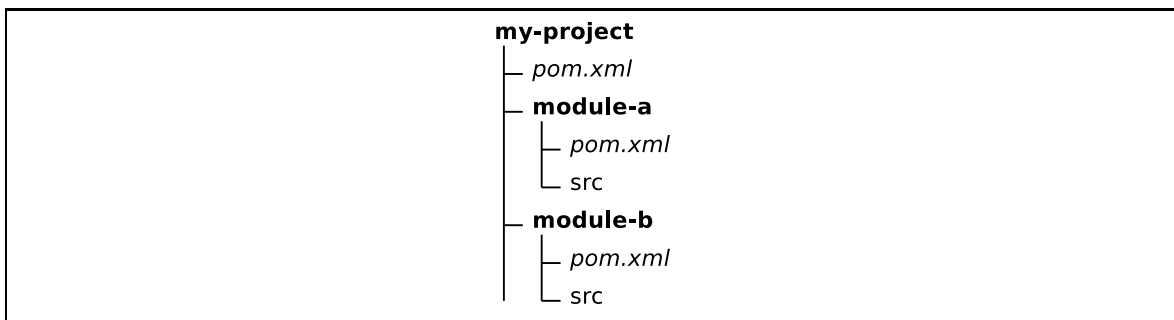 my-project
pom.xml
module-a
pom.xml
src
module-b
pom.xml
src